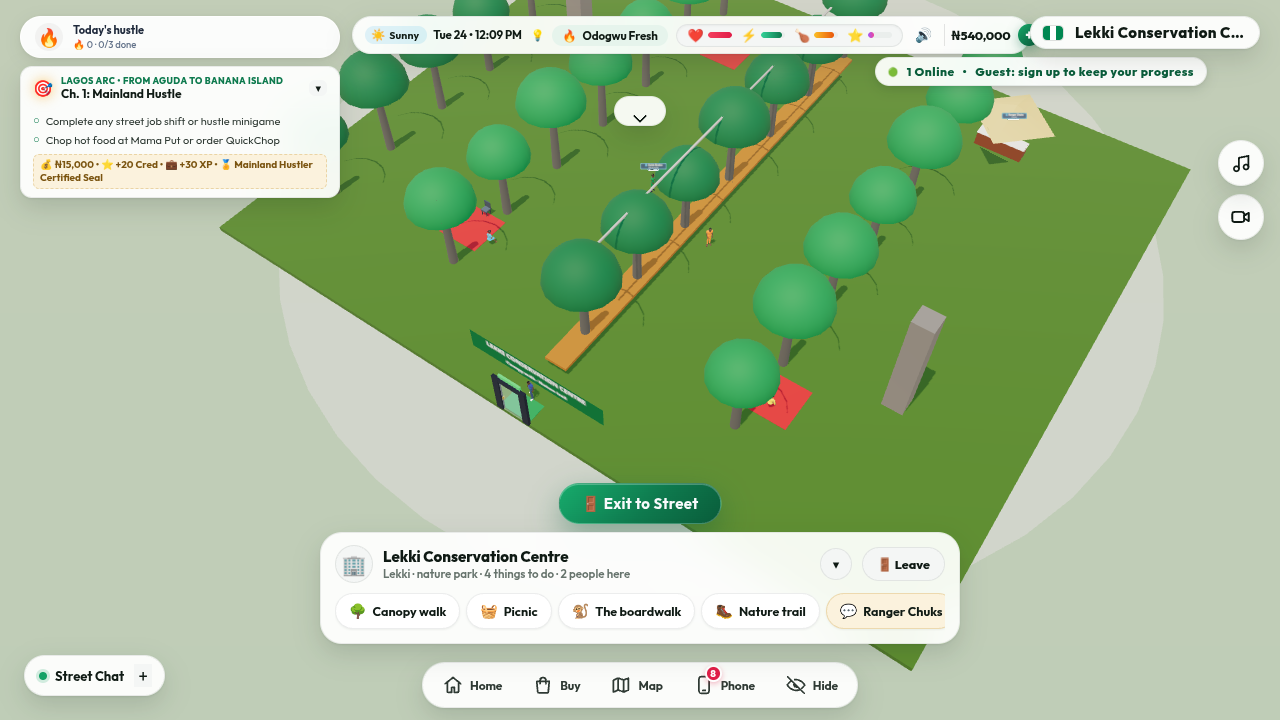 Today's hustle
🔥 0 · 0/3 done
LAGOS ARC • FROM AGUDA TO BANANA ISLAND
Ch. 1: Mainland Hustle
Complete any street job shift or hustle minigame
Chop hot food at Mama Put or order QuickChop
💰 ₦15,000 • ⭐ +20 Cred • 💼 +30 XP • 🏅 Mainland Hustler
Certified Seal
Sunny
Tue 24 • 12:09 PM
Odogwu Fresh
₦540,000
Lekki Conservation C...
1 Online • Guest: sign up to keep your progress
Exit to Street
Lekki Conservation Centre
Lekki · nature park · 4 things to do · 2 people here
Leave
Canopy walk
Picnic
The boardwalk
Nature trail
Ranger Chuks
Street Chat +
Home
Buy
Map
8
Phone
Hide